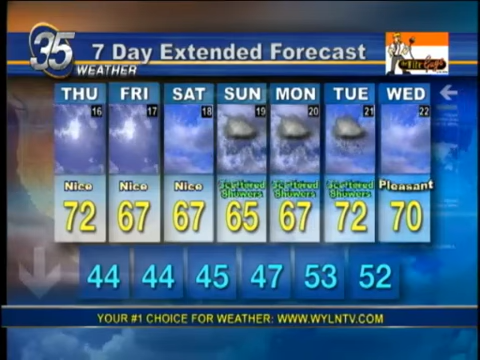 35
WEATHER
7 Day Extended Forecast
THU FRI SAT SUN MON TUE WED
16 17 18 19 20 21 22
Nice Nice Nice Scattered Showers Scattered Showers Scattered Showers Pleasant
72 67 67 65 67 72 70
44 44 45 47 53 52
YOUR #1 CHOICE FOR WEATHER: WWW.WYLNTV.COM